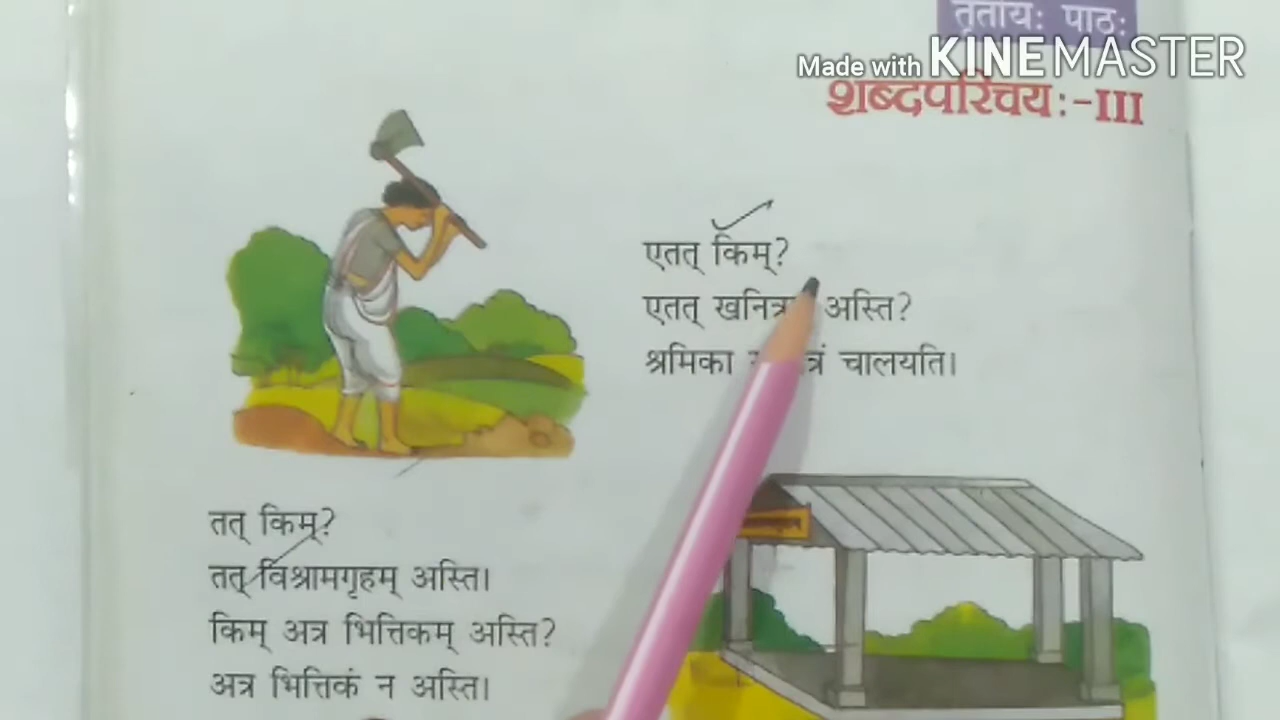 तृतीयः पाठः
Made with KINEMASTER
शब्दपरिचयः-III
एतत् किम्?
एतत् अस्ति?
श्रमिका चालयति।
तत् किम्?
तत् विश्रामगृहम् अस्ति।
किम् अत्र भित्तिकम् अस्ति?
अत्र भित्तिकं न अस्ति।